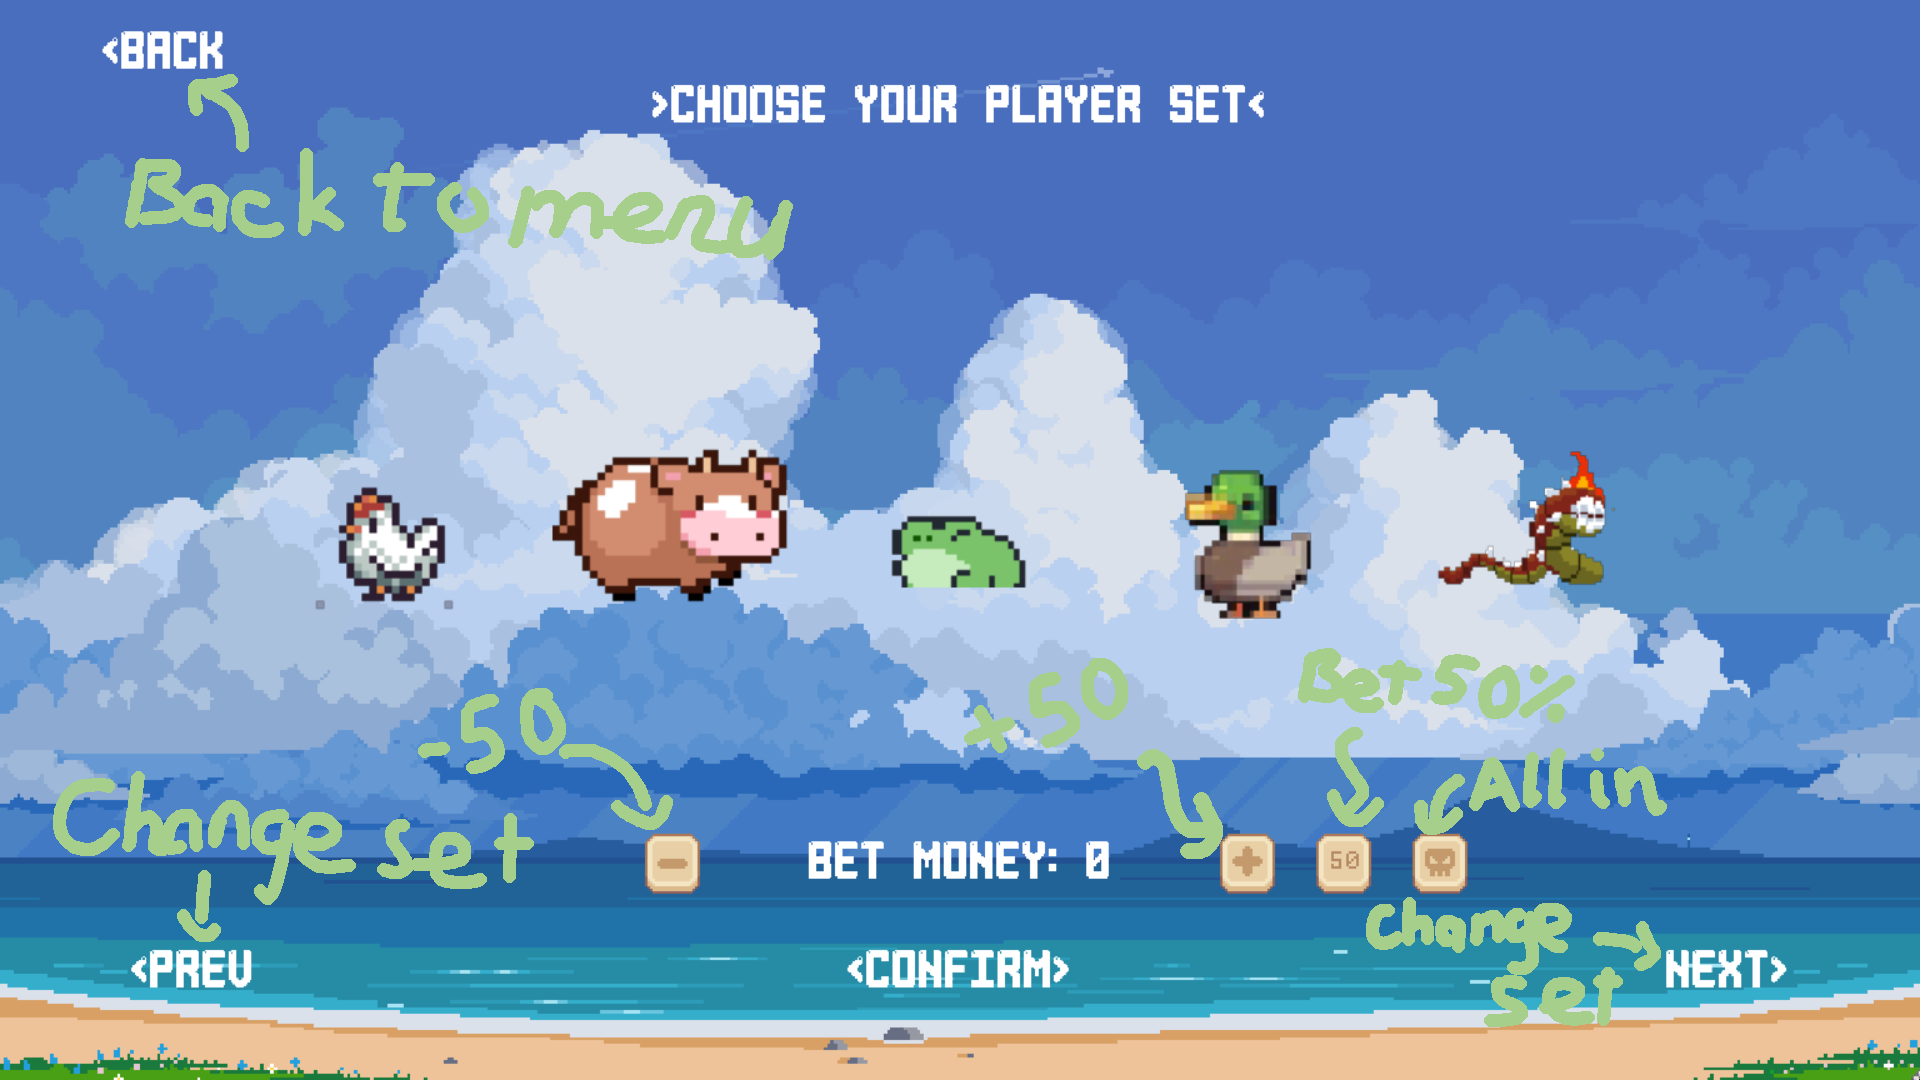 <BACK
>CHOOSE YOUR PLAYER SET<
Back to menu
-50
+50
Bet 50%
All in
Change set
BET MONEY: 0
50
Change
set
<PREV
<CONFIRM>
NEXT>